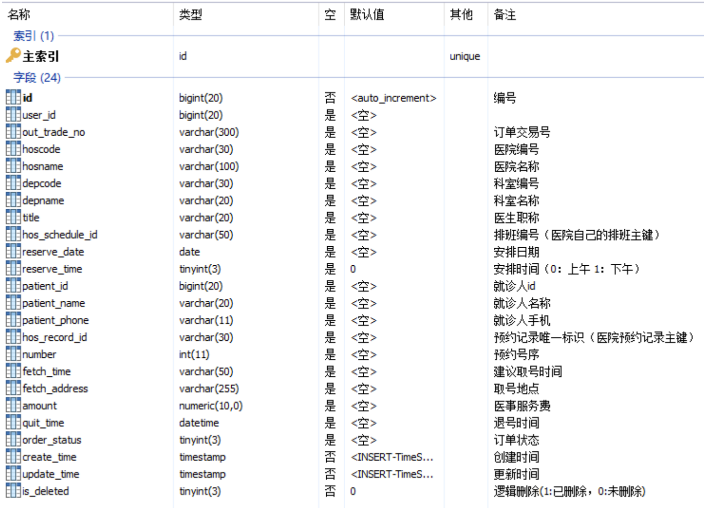 名称 类型 空 默认值 其他 备注
索引 (1)
主索引 id unique
字段 (24)
id bigint(20) 否 <auto_increment> 编号
user_id bigint(20) 是 <空>
out_trade_no varchar(300) 是 <空> 订单交易号
hoscode varchar(30) 是 <空> 医院编号
hosname varchar(100) 是 <空> 医院名称
depcode varchar(30) 是 <空> 科室编号
depname varchar(20) 是 <空> 科室名称
title varchar(20) 是 <空> 医生职称
hos_schedule_id varchar(50) 是 <空> 排班编号（医院自己的排班主键）
reserve_date date 是 <空> 安排日期
reserve_time tinyint(3) 是 0 安排时间（0：上午 1：下午）
patient_id bigint(20) 是 <空> 就诊人id
patient_name varchar(20) 是 <空> 就诊人名称
patient_phone varchar(11) 是 <空> 就诊人手机
hos_record_id varchar(30) 是 <空> 预约记录唯一标识（医院预约记录主键）
number int(11) 是 <空> 预约号序
fetch_time varchar(50) 是 <空> 建议取号时间
fetch_address varchar(255) 是 <空> 取号地点
amount numeric(10,0) 是 <空> 医事服务费
quit_time datetime 是 <空> 退号时间
order_status tinyint(3) 是 <空> 订单状态
create_time timestamp 否 <INSERT-TimeS... 创建时间
update_time timestamp 否 <INSERT-TimeS... 更新时间
is_deleted tinyint(3) 否 0 逻辑删除(1:已删除，0:未删除)